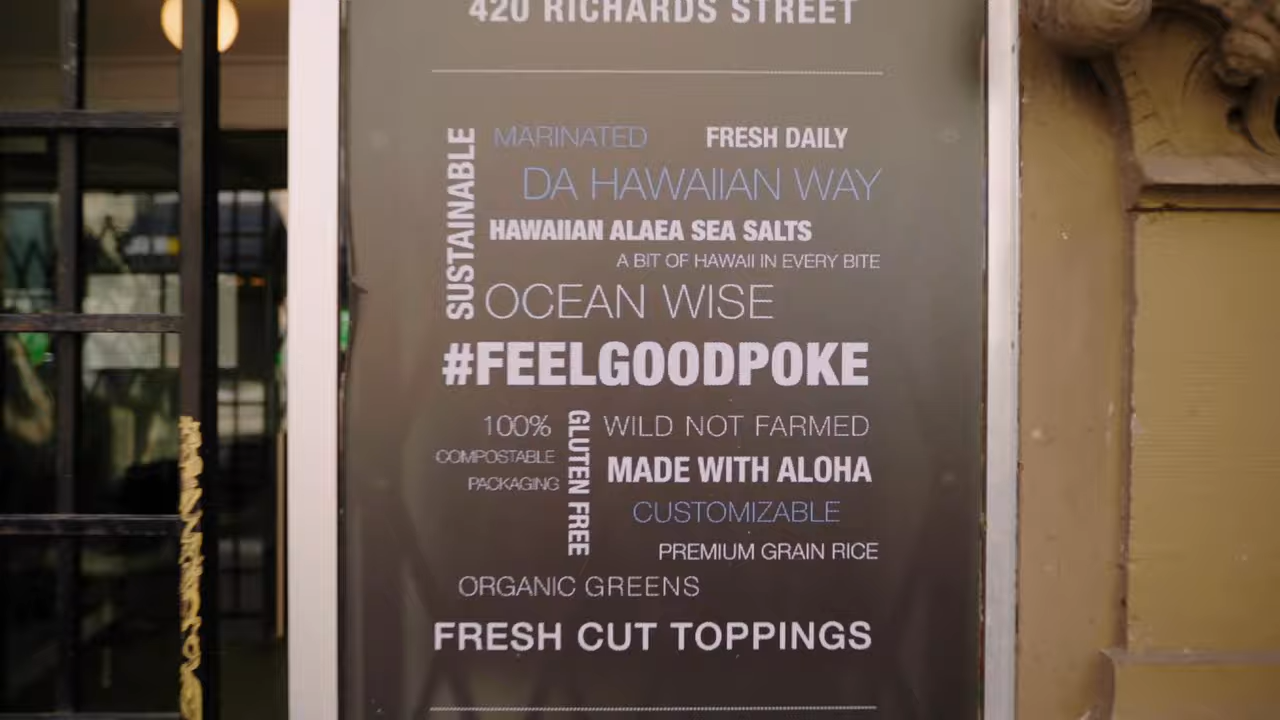 420 RICHARDS STREET
SUSTAINABLE
MARINATED
FRESH DAILY
DA HAWAIIAN WAY
HAWAIIAN ALAEA SEA SALTS
A BIT OF HAWAII IN EVERY BITE
OCEAN WISE
#FEELGOODPOKE
100%
COMPOSTABLE
PACKAGING
GLUTEN FREE
WILD NOT FARMED
MADE WITH ALOHA
CUSTOMIZABLE
PREMIUM GRAIN RICE
ORGANIC GREENS
FRESH CUT TOPPINGS